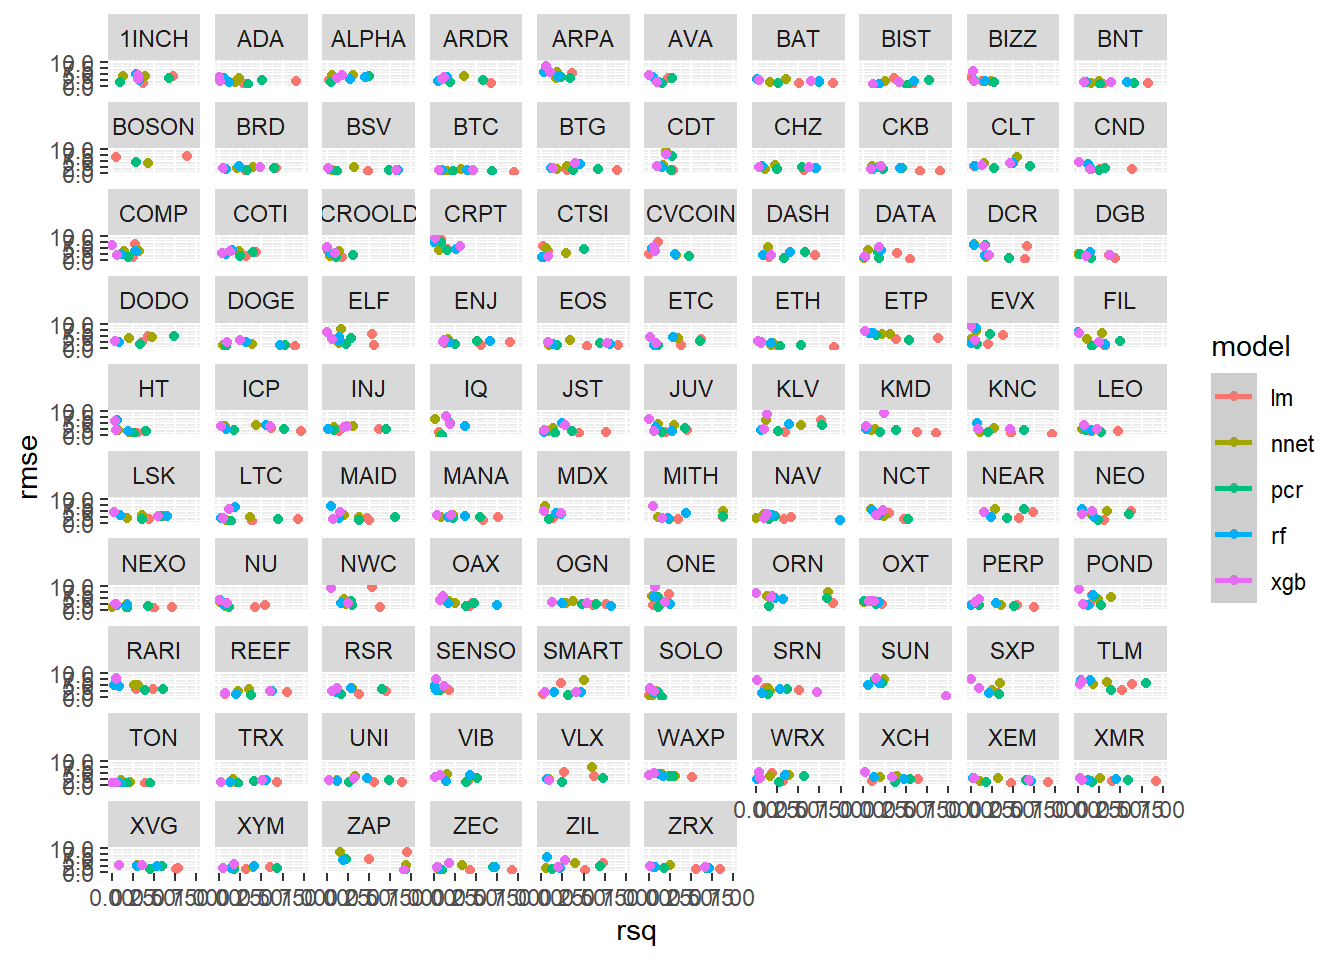 1INCH ADA ALPHA ARDR ARPA AVA BAT BIST BIZZ BNT
BOSON BRD BSV BTC BTG CDT CHZ CKB CLT CND
COMP COTI CROOLD CRPT CTSI CVCOIN DASH DATA DCR DGB
DODO DOGE ELF ENJ EOS ETC ETH ETP EVX FIL
HT ICP INJ IQ JST JUV KLV KMD KNC LEO
LSK LTC MAID MANA MDX MITH NAV NCT NEAR NEO
NEXO NU NWC OAX OGN ONE ORN OXT PERP POND
RARI REEF RSR SENSO SMART SOLO SRN SUN SXP TLM
TON TRX UNI VIB VLX WAXP WRX XCH XEM XMR
XVG XYM ZAP ZEC ZIL ZRX
rmse
rsq
model
lm
nnet
pcr
rf
xgb